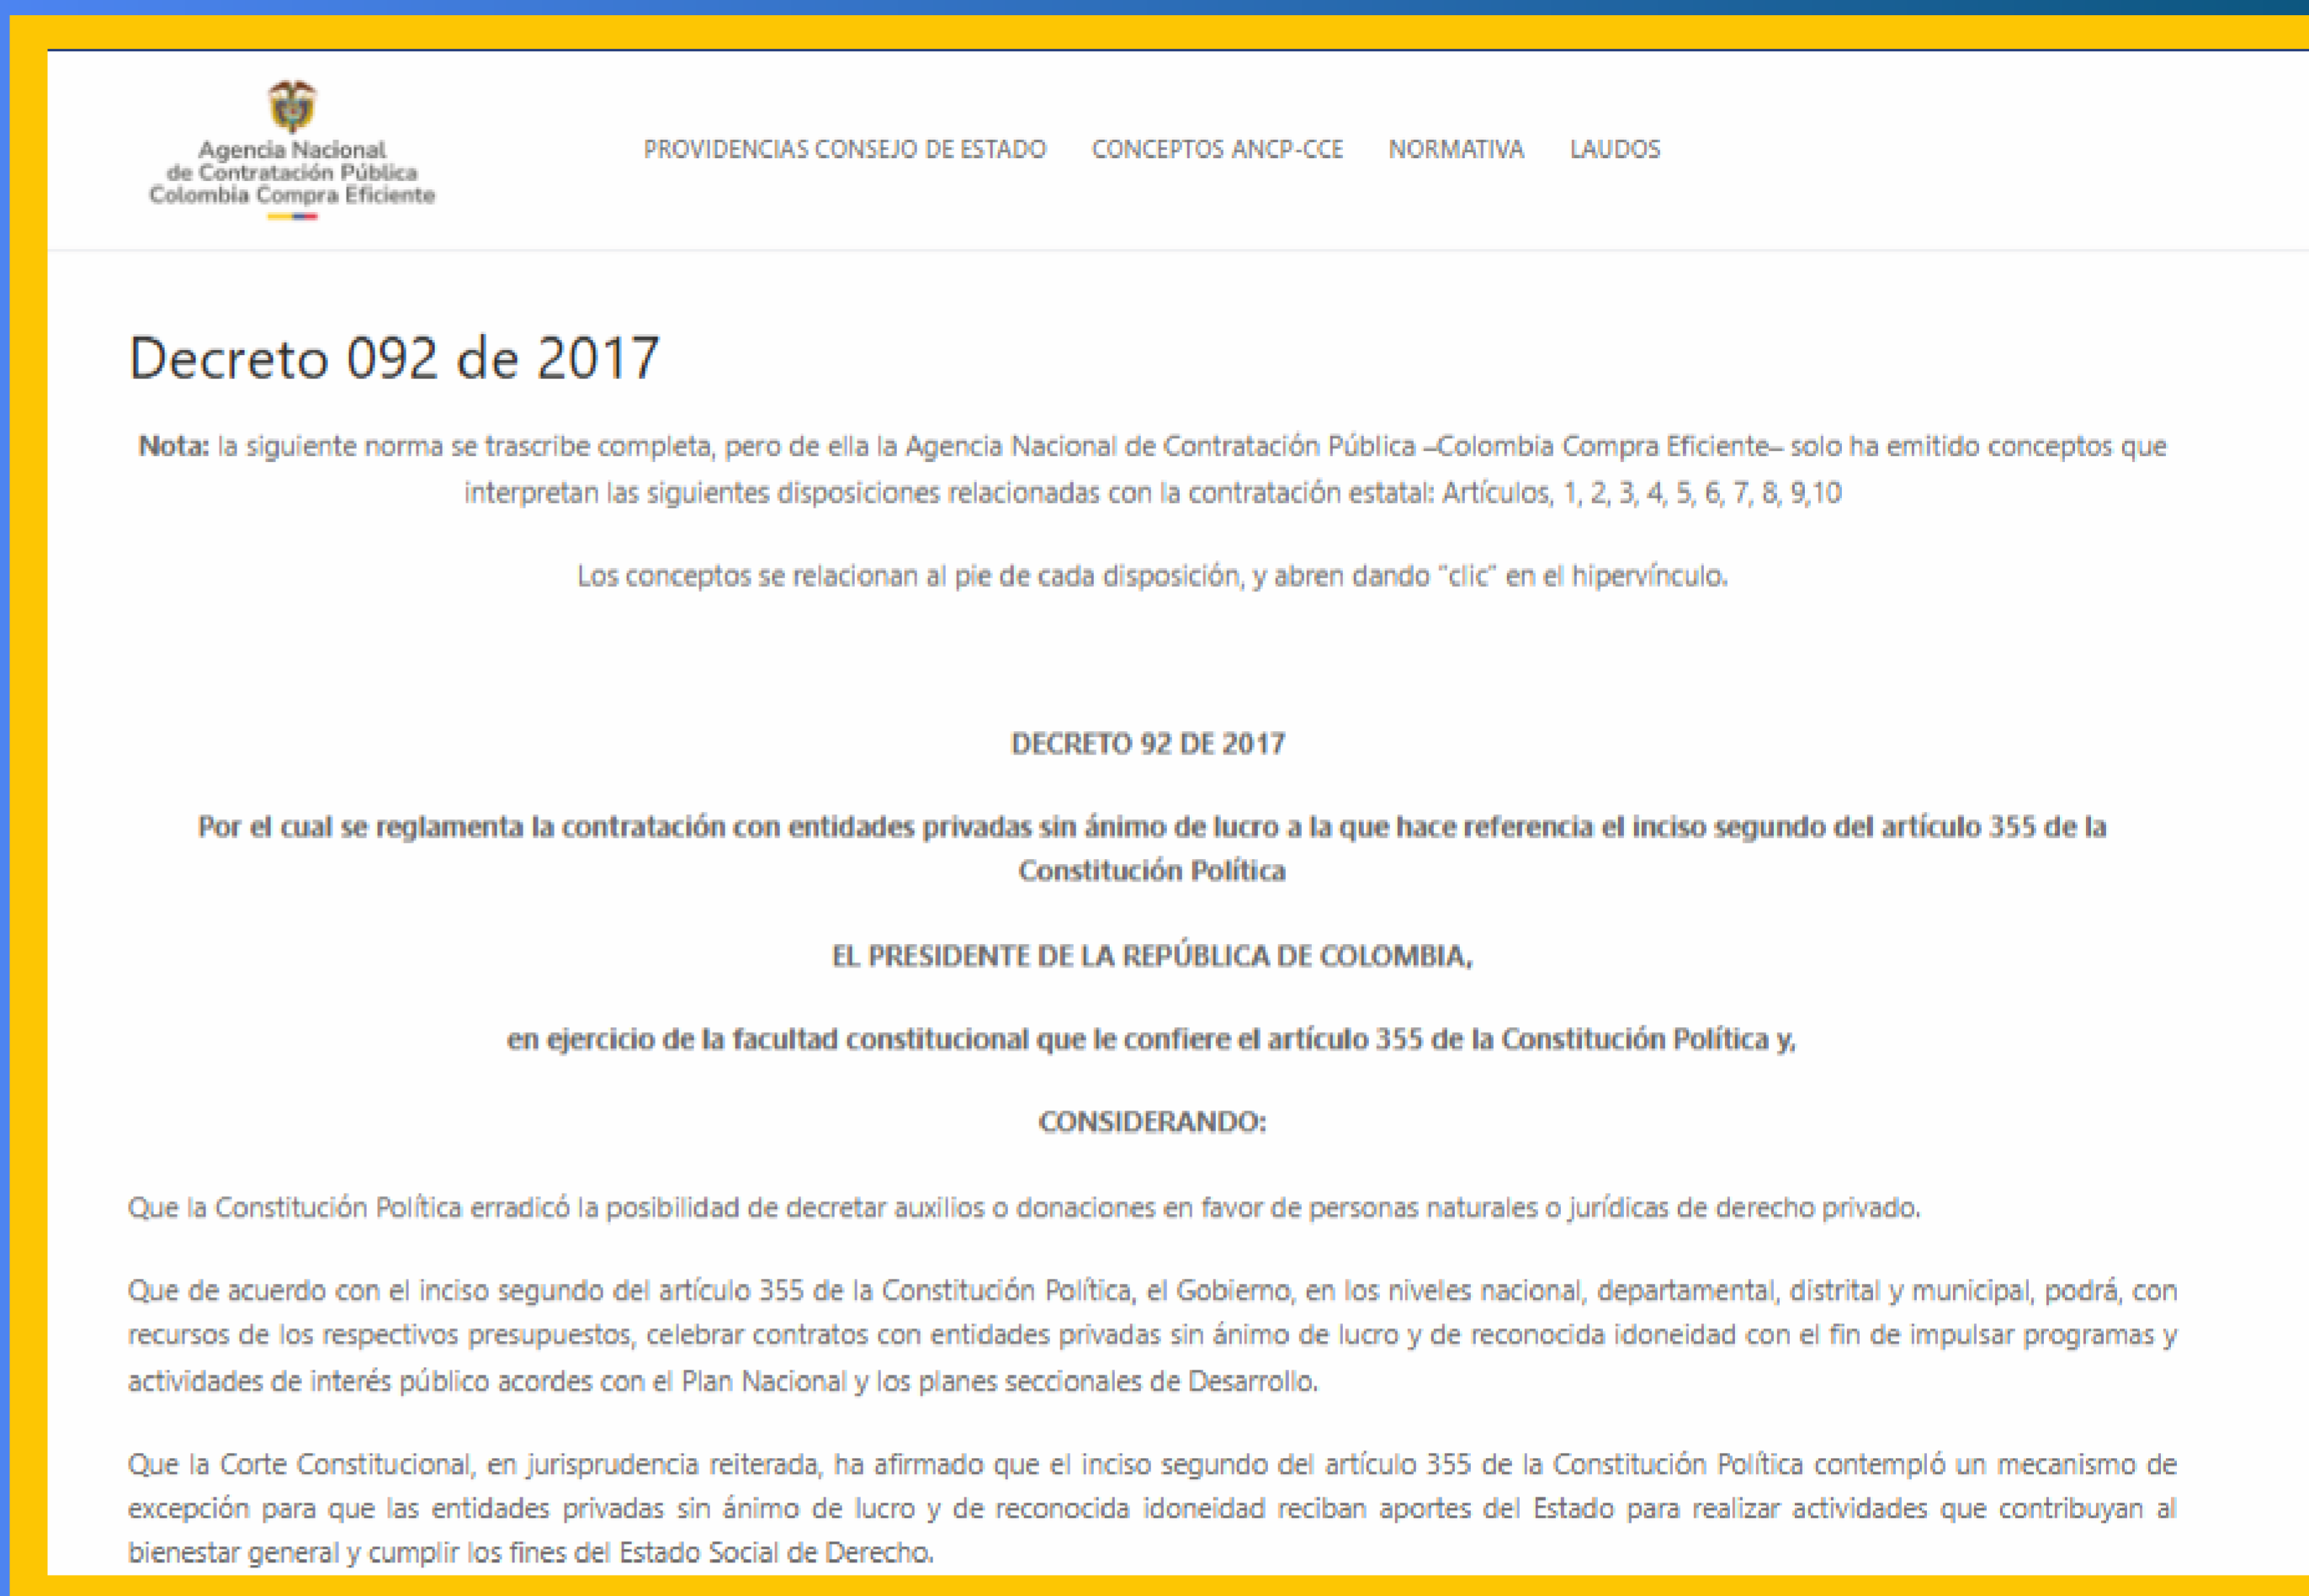 Agencia Nacional
de Contratación Pública
Colombia Compra Eficiente
PROVIDENCIAS CONSEJO DE ESTADO CONCEPTOS ANCP-CCE NORMATIVA LAUDOS
Decreto 092 de 2017
Nota: la siguiente norma se trascribe completa, pero de ella la Agencia Nacional de Contratación Pública –Colombia Compra Eficiente– solo ha emitido conceptos que
interpretan las siguientes disposiciones relacionadas con la contratación estatal: Artículos, 1, 2, 3, 4, 5, 6, 7, 8, 9,10
Los conceptos se relacionan al pie de cada disposición, y abren dando "clic" en el hipervínculo.
DECRETO 92 DE 2017
Por el cual se reglamenta la contratación con entidades privadas sin ánimo de lucro a la que hace referencia el inciso segundo del artículo 355 de la
Constitución Política
EL PRESIDENTE DE LA REPÚBLICA DE COLOMBIA,
en ejercicio de la facultad constitucional que le confiere el artículo 355 de la Constitución Política y,
CONSIDERANDO:
Que la Constitución Política erradicó la posibilidad de decretar auxilios o donaciones en favor de personas naturales o jurídicas de derecho privado.
Que de acuerdo con el inciso segundo del artículo 355 de la Constitución Política, el Gobierno, en los niveles nacional, departamental, distrital y municipal, podrá, con
recursos de los respectivos presupuestos, celebrar contratos con entidades privadas sin ánimo de lucro y de reconocida idoneidad con el fin de impulsar programas y
actividades de interés público acordes con el Plan Nacional y los planes seccionales de Desarrollo.
Que la Corte Constitucional, en jurisprudencia reiterada, ha afirmado que el inciso segundo del artículo 355 de la Constitución Política contempló un mecanismo de
excepción para que las entidades privadas sin ánimo de lucro y de reconocida idoneidad reciban aportes del Estado para realizar actividades que contribuyan al
bienestar general y cumplir los fines del Estado Social de Derecho.